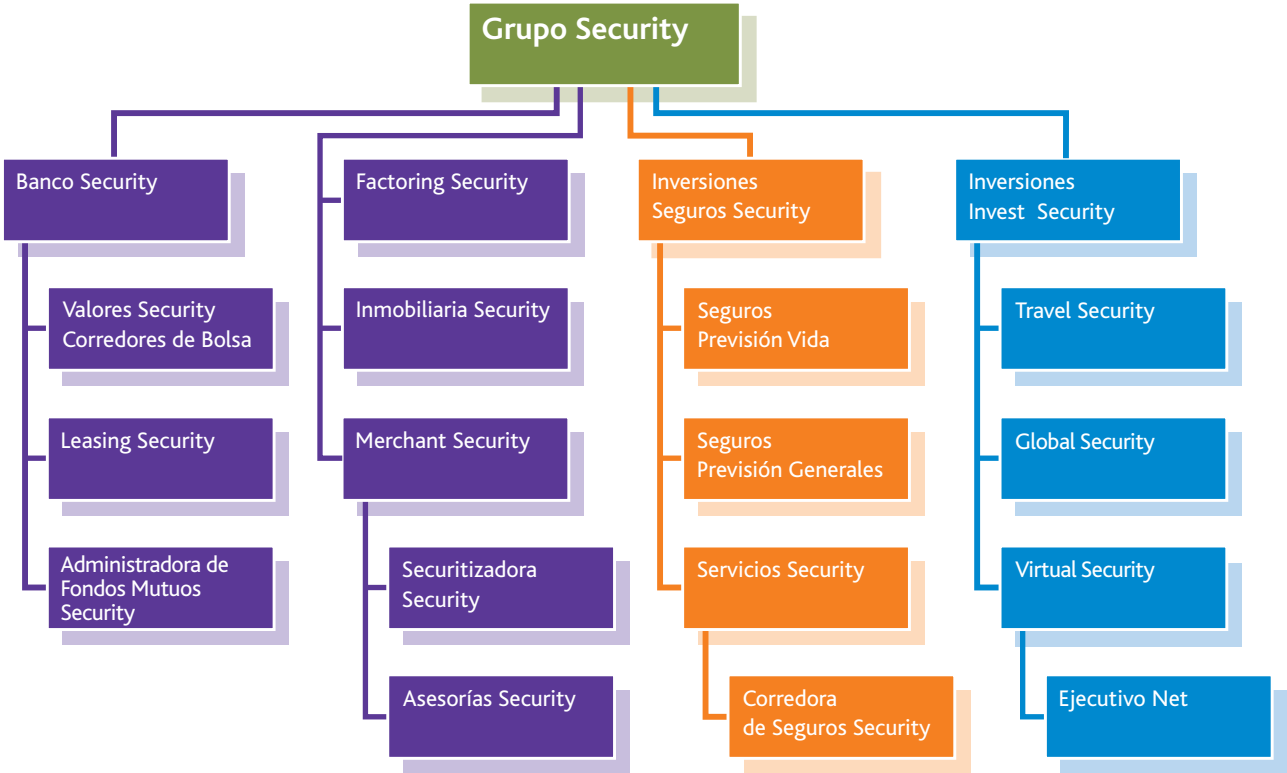 Grupo Security
Banco Security
Valores Security
Corredores de Bolsa
Leasing Security
Administradora de
Fondos Mutuos
Security
Factoring Security
Inmobiliaria Security
Merchant Security
Securitizadora
Security
Asesorías Security
Inversiones
Seguros Security
Seguros
Previsión Vida
Seguros
Previsión Generales
Servicios Security
Corredora
de Seguros Security
Inversiones
Invest Security
Travel Security
Global Security
Virtual Security
Ejecutivo Net